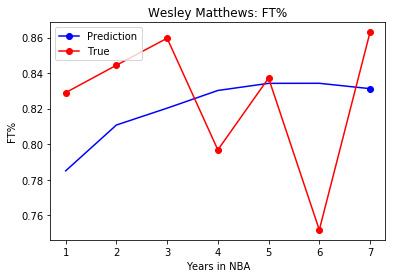 Wesley Matthews: FT%
Prediction
True
0.86
0.84
0.82
0.80
0.78
0.76
FT%
1 2 3 4 5 6 7
Years in NBA